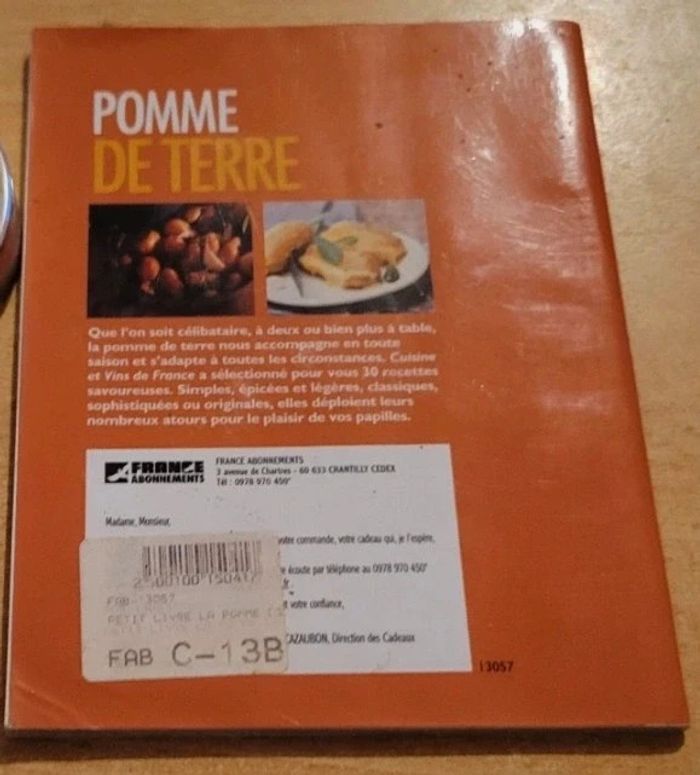 POMME
DE TERRE
Que l'on soit célibataire, à deux ou bien plus à table,
la pomme de terre nous accompagne en toute
saison et s'adapte à toutes les circonstances. Cuisine
et Vins de France a sélectionné pour vous 30 recettes
savoureuses. Simples, épicées et légères, classiques,
sophistiquées ou originales, elles déploient leurs
nombreux atours pour le plaisir de vos papilles.
FRANCE
ABONNEMENTS
FRANCE ABONNEMENTS
3 avenue de Chartres - 60 633 CHANTILLY CEDEX
Tél : 0978 970 450*
Madame, Monsieur,
votre commande, votre cadeau qui, je l'espère,
écoute par téléphone au 0978 970 450*
et votre confiance,
CAZAUBON, Direction des Cadeaux
FAB-13057
PETIT LIVRE LA POMME
FAB C-13B
13057